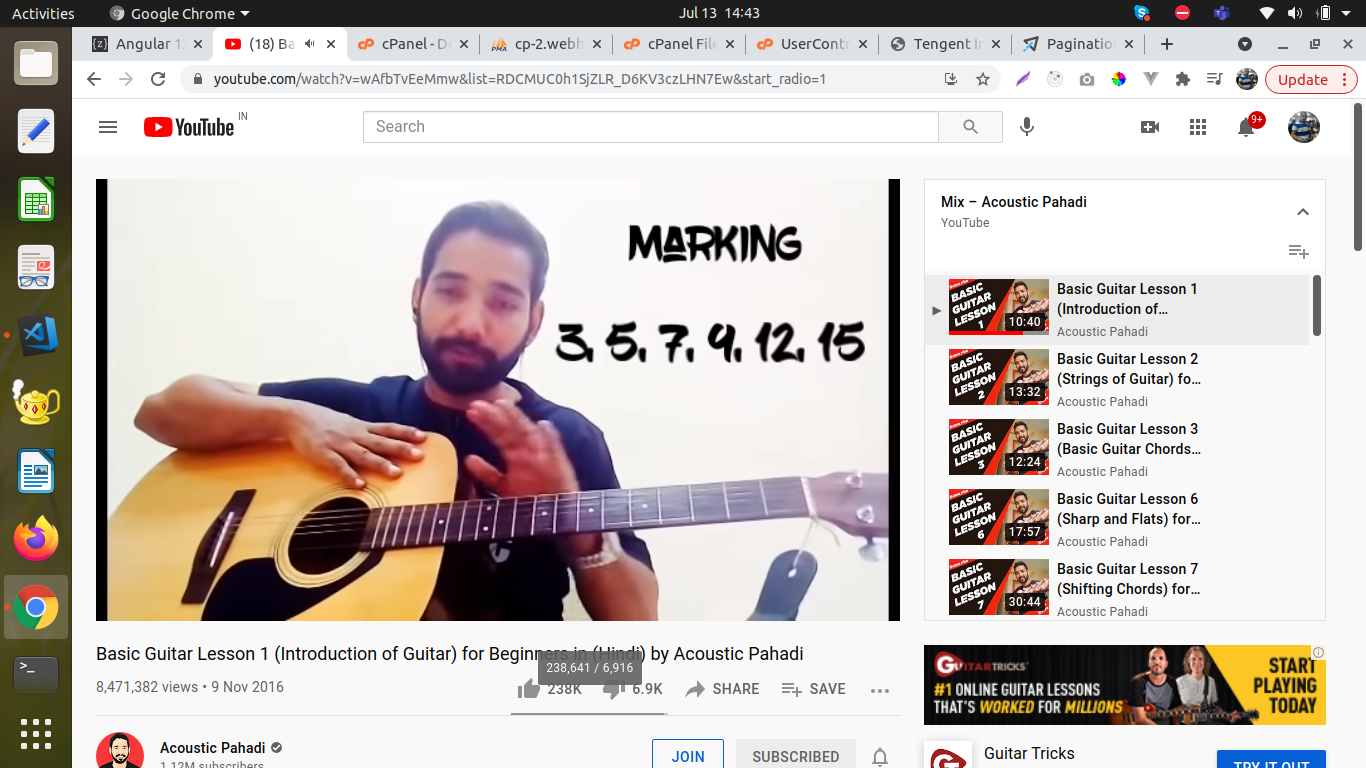 Activities
Google Chrome
Jul 13 14:43
Angular 12
(18) Ba
cPanel - D
cp-2.webh
cPanel File
UserContr
Tengent In
Paginatio
youtube.com/watch?v=wAfbTvEeMmw&list=RDCMUC0h1SjZLR_D6KV3czLHN7Ew&start_radio=1
Update
YouTube IN
Search
9+
MARKING
3, 5, 7, 9, 12, 15
Mix – Acoustic Pahadi
YouTube
BASIC GUITAR LESSON 1
10:40
Basic Guitar Lesson 1
(Introduction of…
Acoustic Pahadi
BASIC GUITAR LESSON 2
13:32
Basic Guitar Lesson 2
(Strings of Guitar) fo…
Acoustic Pahadi
BASIC GUITAR LESSON 3
12:24
Basic Guitar Lesson 3
(Basic Guitar Chords…
Acoustic Pahadi
BASIC GUITAR LESSON 6
17:57
Basic Guitar Lesson 6
(Sharp and Flats) for…
Acoustic Pahadi
BASIC GUITAR LESSON 7
30:44
Basic Guitar Lesson 7
(Shifting Chords) for…
Acoustic Pahadi
Basic Guitar Lesson 1 (Introduction of Guitar) for Beginners in (Hindi) by Acoustic Pahadi
238,641 / 6,916
8,471,382 views • 9 Nov 2016
238K
6.9K
SHARE
SAVE
Acoustic Pahadi
1.12M subscribers
JOIN
SUBSCRIBED
GUITARTRICKS
#1 ONLINE GUITAR LESSONS
THAT'S WORKED FOR MILLIONS
START
PLAYING
TODAY
Guitar Tricks
TRY IT OUT